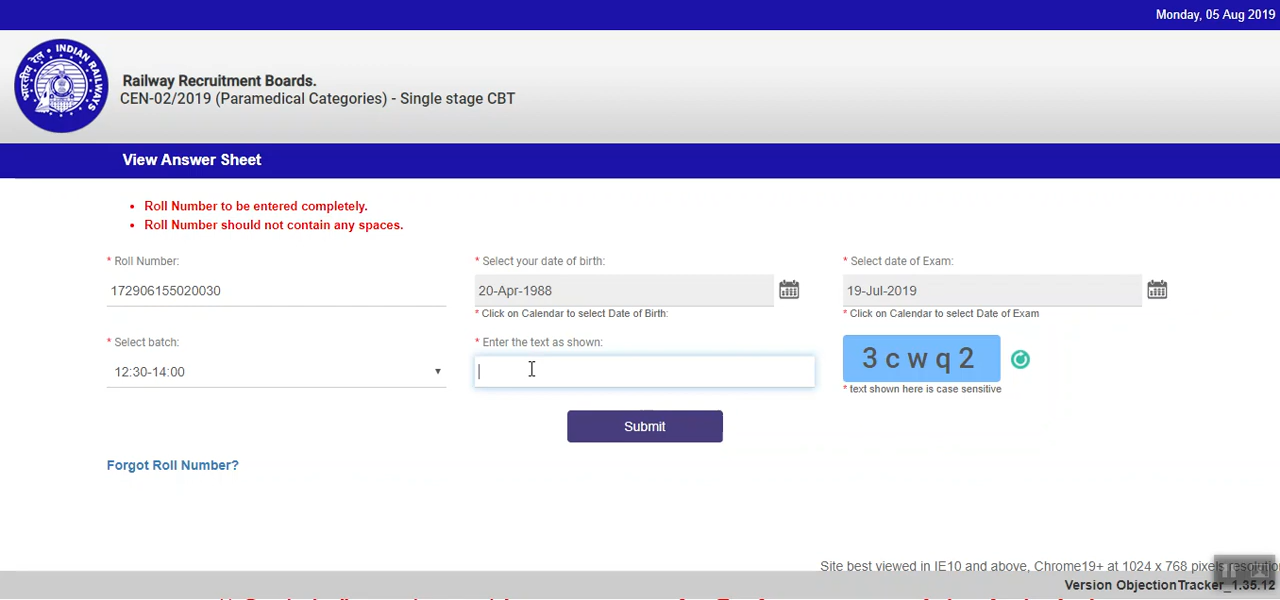 Monday, 05 Aug 2019
INDIAN RAILWAYS
भारतीय रेल
Railway Recruitment Boards.
CEN-02/2019 (Paramedical Categories) - Single stage CBT
View Answer Sheet
• Roll Number to be entered completely.
• Roll Number should not contain any spaces.
* Roll Number:
* Select your date of birth:
* Select date of Exam:
172906155020030
20-Apr-1988
19-Jul-2019
* Click on Calendar to select Date of Birth:
* Click on Calendar to select Date of Exam
* Select batch:
* Enter the text as shown:
12:30-14:00
3 c w q 2
* text shown here is case sensitive
Submit
Forgot Roll Number?
Site best viewed in IE10 and above, Chrome19+ at 1024 x 768 pixels resolution
Version ObjectionTracker_1.35.12